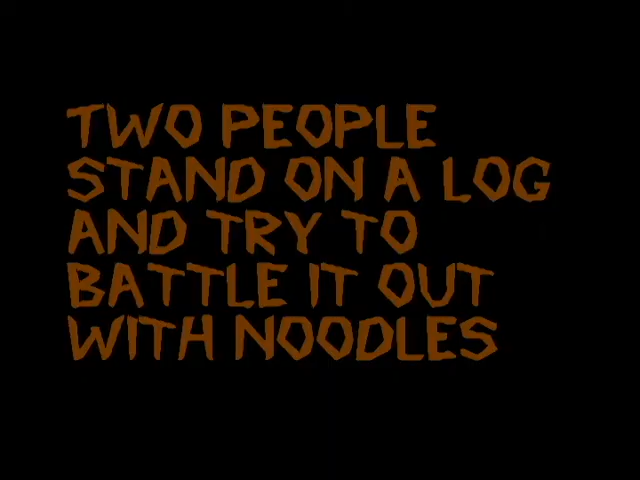 TWO PEOPLE
STAND ON A LOG
AND TRY TO
BATTLE IT OUT
WITH NOODLES